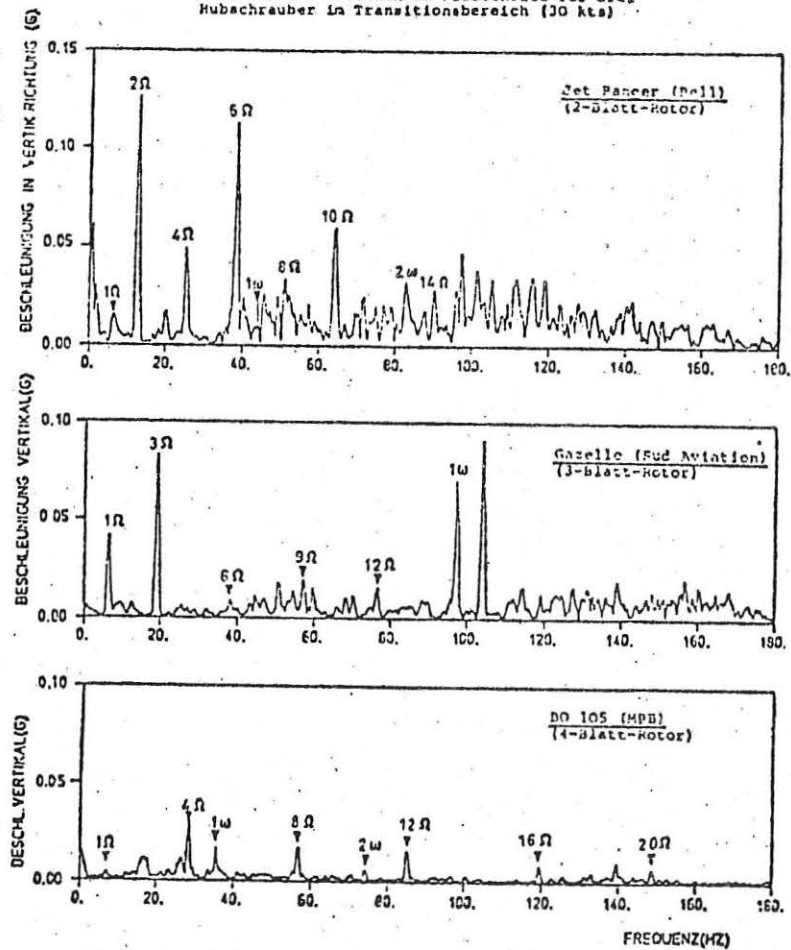 Hubschrauber im Transitionsbereich (30 kts)
BESCHLEUNIGUNG IN VERTIK RICHTUNG (G)
0.15
0.10
0.05
0.00
2Ω
6Ω
4Ω
1Ω
1ω
8Ω
10Ω
2ω
14Ω
(Bell)
(2-Blatt-Rotor)
0. 20. 40. 60. 80. 100. 120. 140. 160. 180.
BESCHLEUNIGUNG VERTIKAL(G)
0.10
0.05
0.00
3Ω
1Ω
6Ω
9Ω
12Ω
1ω
Gazelle (Sud Aviation)
(3-Blatt-Rotor)
0. 20. 40. 60. 80. 100. 120. 140. 160. 180.
BESCHL.VERTIKAL(G)
0.10
0.05
0.00
4Ω
1Ω
1ω
8Ω
2ω
12Ω
16Ω
20Ω
BO 105 (MBB)
(4-Blatt-Rotor)
0. 20. 40. 60. 80. 100. 120. 140. 160. 180.
FREQUENZ(HZ)